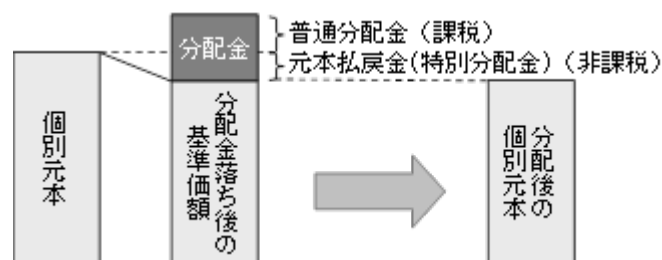 分配金
普通分配金（課税）
元本払戻金(特別分配金)（非課税）
個別元本
分配金落ち後の
基準価額
分配後の
個別元本